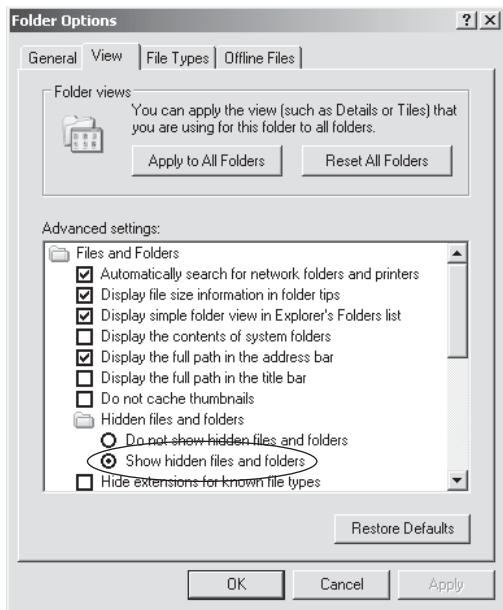 Folder Options
General
View
File Types
Offline Files
Folder views
You can apply the view (such as Details or Tiles) that
you are using for this folder to all folders.
Apply to All Folders
Reset All Folders
Advanced settings:
Files and Folders
Automatically search for network folders and printers
Display file size information in folder tips
Display simple folder view in Explorer's Folders list
Display the contents of system folders
Display the full path in the address bar
Display the full path in the title bar
Do not cache thumbnails
Hidden files and folders
Do not show hidden files and folders
Show hidden files and folders
Hide extensions for known file types
Restore Defaults
OK
Cancel
Apply